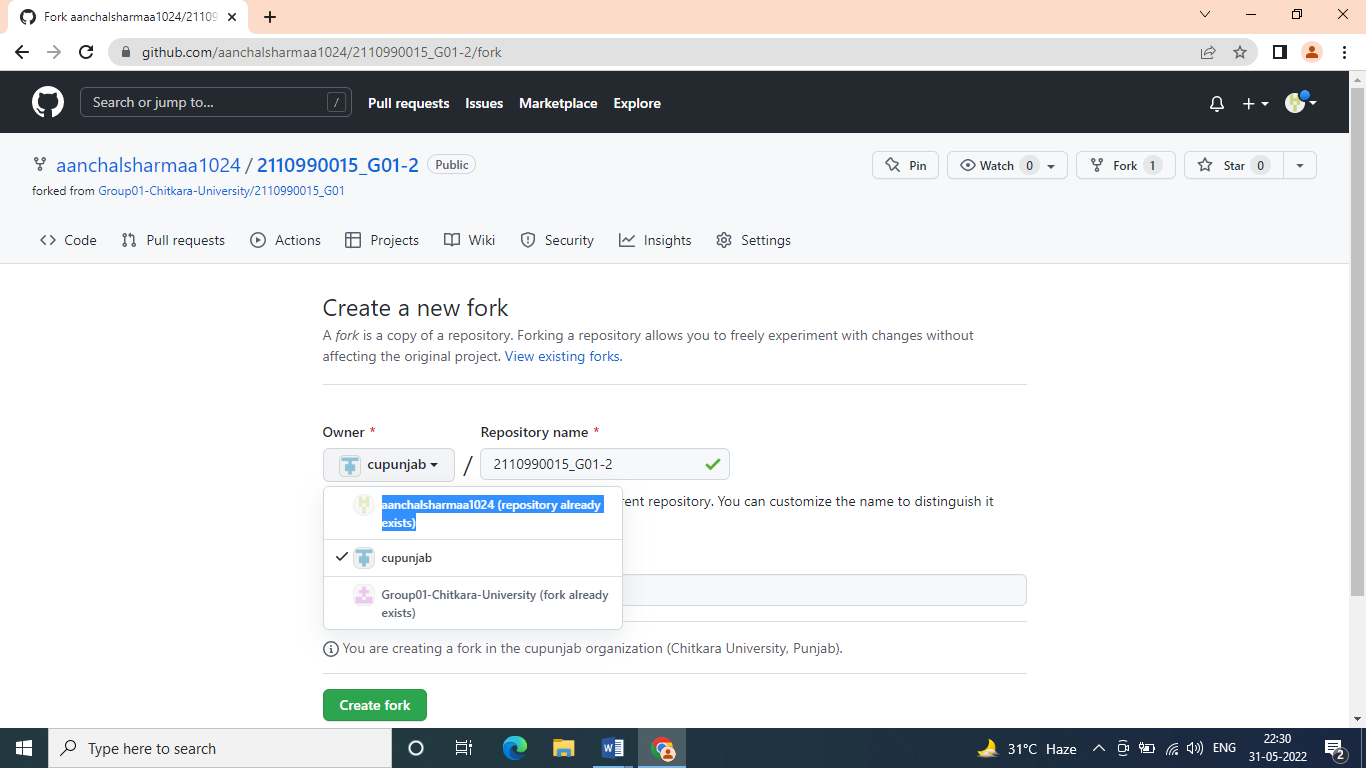 Fork aanchalsharmaa1024/21109
github.com/aanchalsharmaa1024/2110990015_G01-2/fork
Search or jump to... /
Pull requests Issues Marketplace Explore
aanchalsharmaa1024 / 2110990015_G01-2 Public
Pin Watch 0 Fork 1 Star 0
forked from Group01-Chitkara-University/2110990015_G01
Code Pull requests Actions Projects Wiki Security Insights Settings
Create a new fork
A fork is a copy of a repository. Forking a repository allows you to freely experiment with changes without
affecting the original project. View existing forks.
Owner * Repository name *
cupunjab / 2110990015_G01-2
aanchalsharmaa1024 (repository already
exists)
rent repository. You can customize the name to distinguish it
cupunjab
Group01-Chitkara-University (fork already
exists)
You are creating a fork in the cupunjab organization (Chitkara University, Punjab).
Create fork
Type here to search
31°C Haze
ENG
22:30
31-05-2022
2